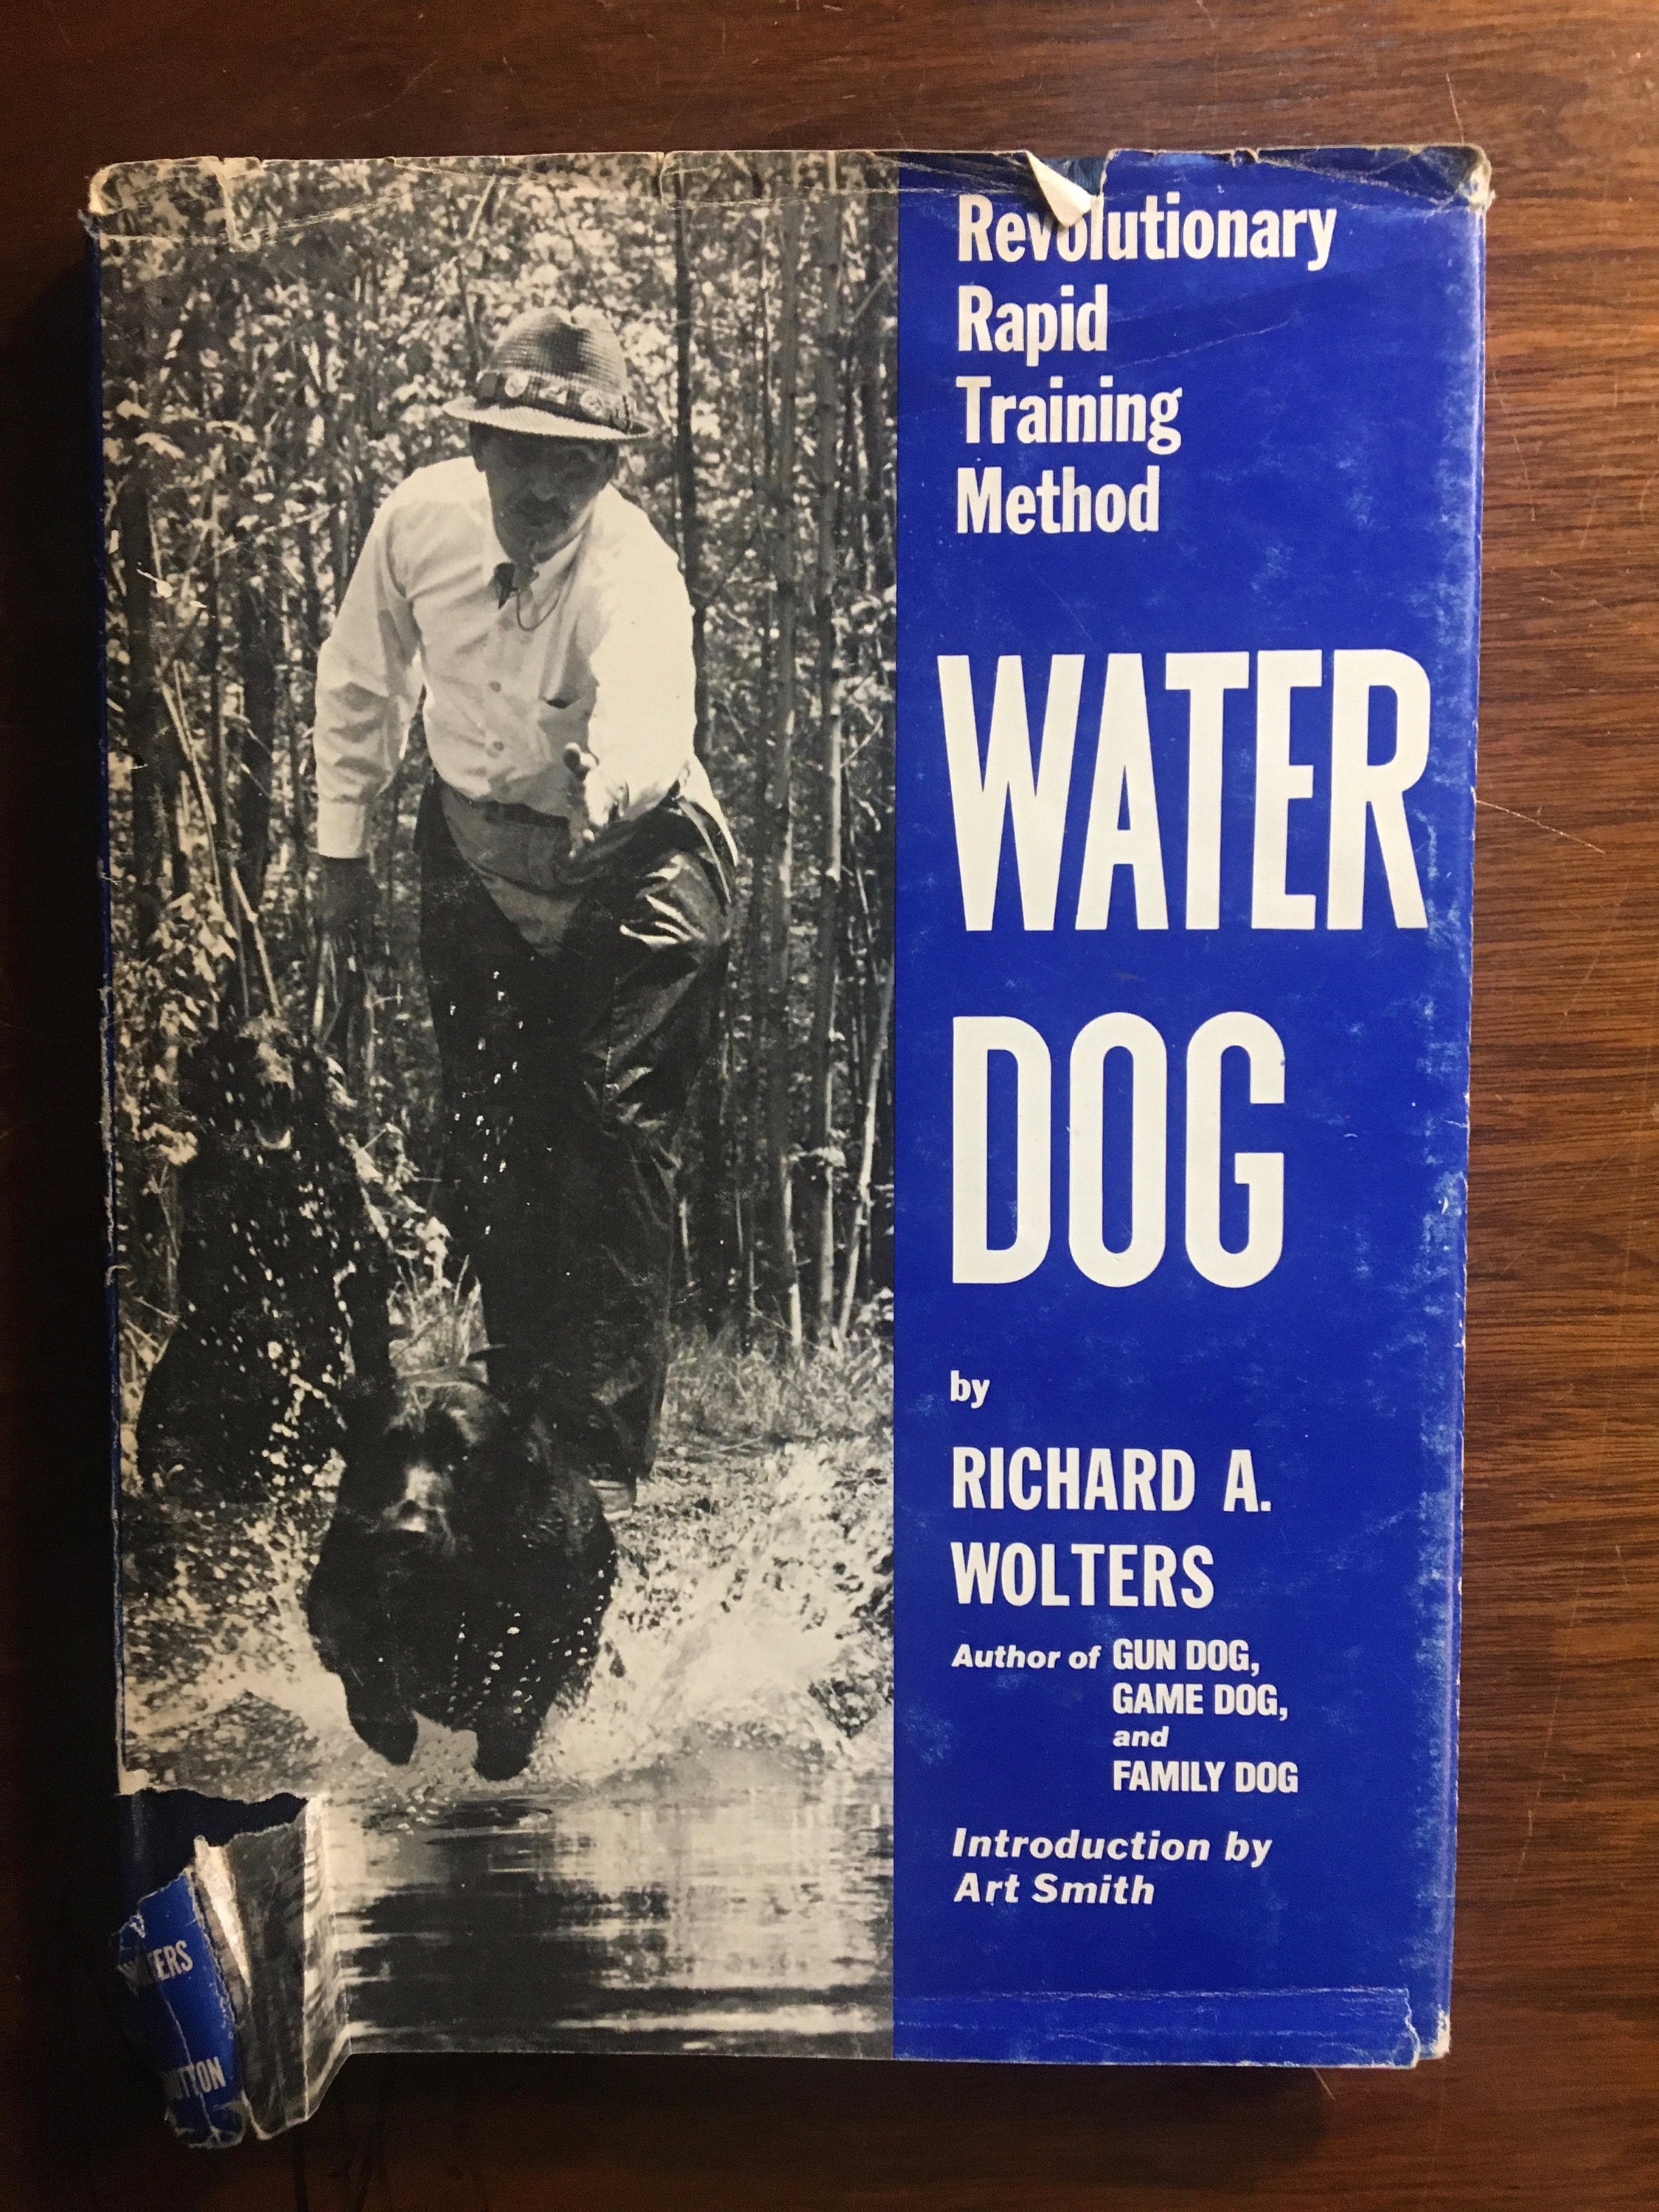 Revolutionary
Rapid
Training
Method
WATER
DOG
by
RICHARD A.
WOLTERS
Author of GUN DOG,
GAME DOG,
and
FAMILY DOG
Introduction by
Art Smith